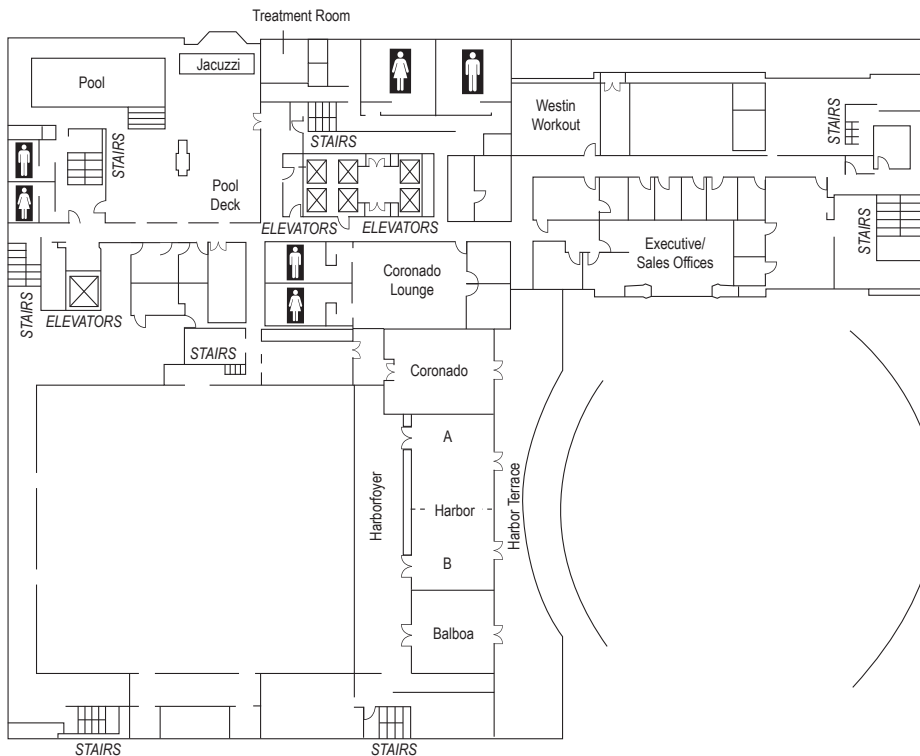 Treatment Room
Jacuzzi
Pool
Westin
Workout
STAIRS
STAIRS
STAIRS
Pool
Deck
ELEVATORS
ELEVATORS
STAIRS
Executive/
Sales Offices
Coronado
Lounge
STAIRS
ELEVATORS
STAIRS
Coronado
A
Harborfoyer
Harbor
Harbor Terrace
B
Balboa
STAIRS
STAIRS